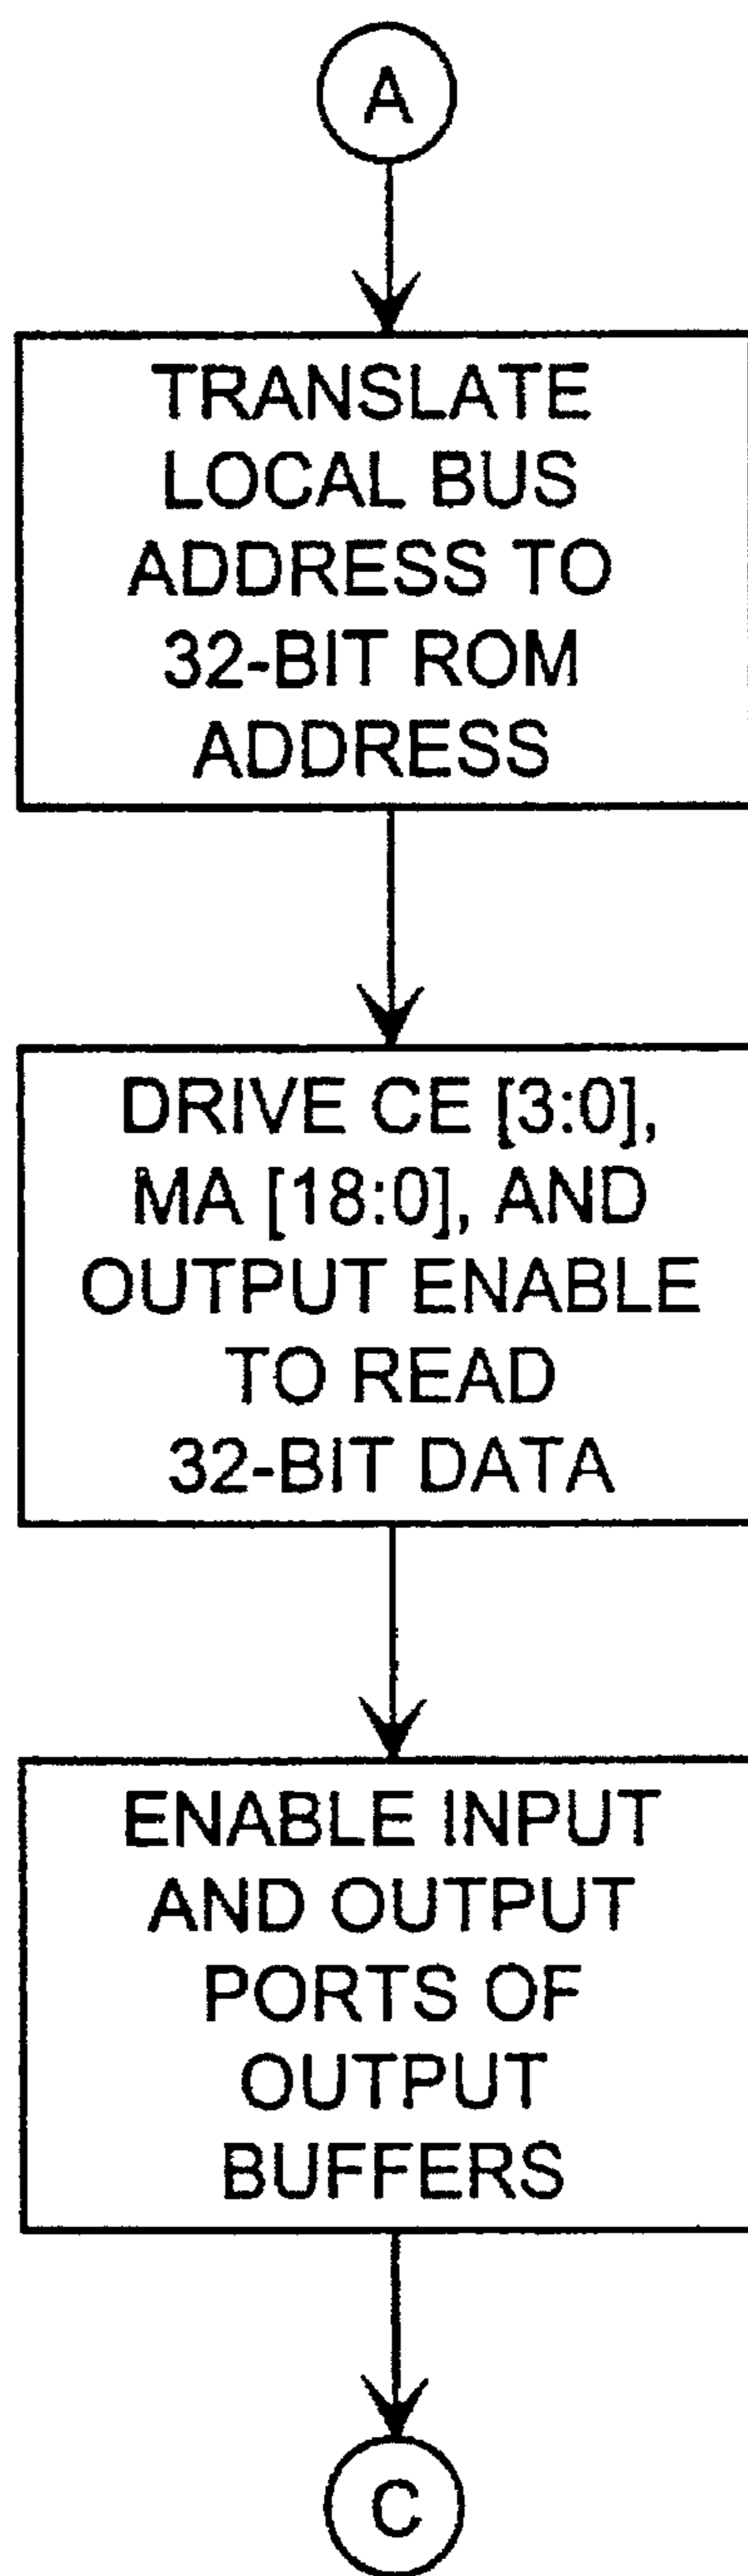 A
TRANSLATE
LOCAL BUS
ADDRESS TO
32-BIT ROM
ADDRESS
DRIVE CE [3:0],
MA [18:0], AND
OUTPUT ENABLE
TO READ
32-BIT DATA
ENABLE INPUT
AND OUTPUT
PORTS OF
OUTPUT
BUFFERS
C